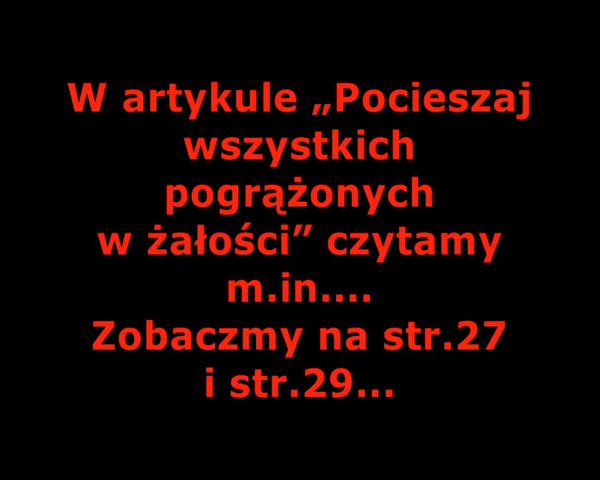 W artykule „Pocieszaj
wszystkich
pogrążonych
w żałości” czytamy
m.in....
Zobaczmy na str.27
i str.29...